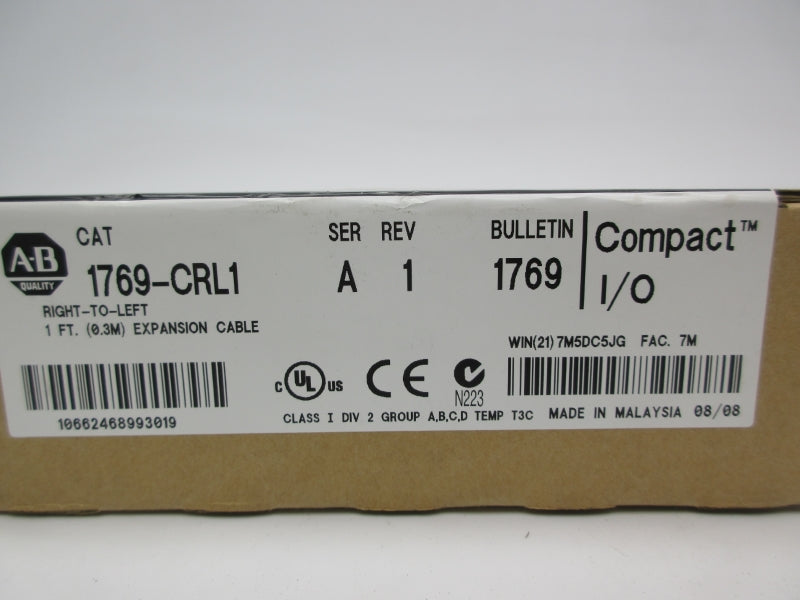 A-B
QUALITY
CAT
1769-CRL1
RIGHT-TO-LEFT
1 FT. (0.3M) EXPANSION CABLE
10662468993019
SER REV
A 1
BULLETIN
1769
Compact™
I/O
WIN(21) 7M5DC5JG FAC. 7M
C UL US
CE
N223
CLASS I DIV 2 GROUP A,B,C,D TEMP T3C MADE IN MALAYSIA 08/08